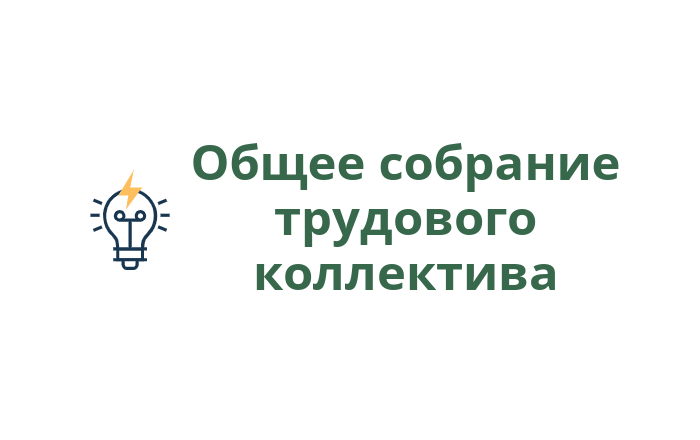 Общее собрание
трудового
коллектива